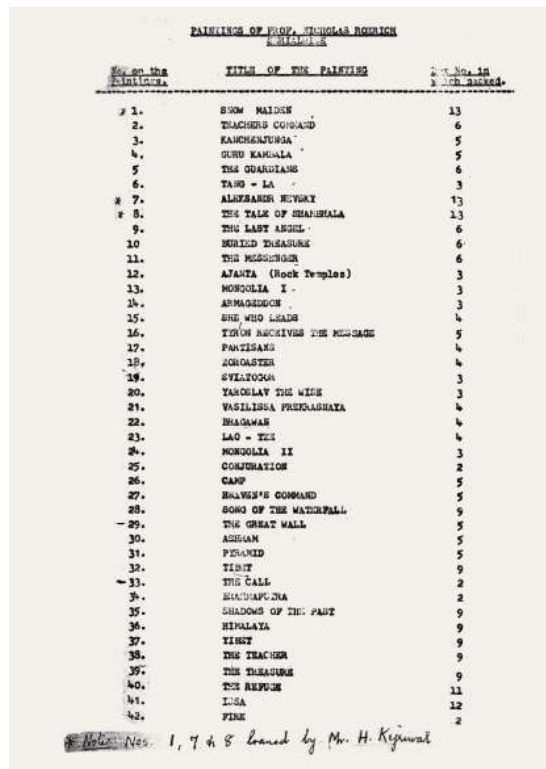 PAINTINGS OF PROF. NICHOLAS ROERICH
No. on the Paintings. TITLE OF THE PAINTING Box No. in which packed.
* 1. SNOW MAIDEN 13
2. TEACHERS COMMAND 6
3. KANCHENJUNGA 5
4. GURU KAMBALA 5
5 THE GUARDIANS 6
6. TANG - LA 3
* 7. ALEKSANDR NEVSKY 13
* 8. THE TALE OF SHAMBHALA 13
9. THE LAST ANGEL 6
10 BURIED TREASURE 6
11. THE MESSENGER 6
12. AJANTA (Rock Temples) 3
13. MONGOLIA I 3
14. ARMAGEDDON 3
15. SHE WHO LEADS 4
16. TYRON RECEIVES THE MESSAGE 5
17. PARTISANS 4
18. ZOROASTER 4
19. SVIATOGOR 3
20. YAROSLAV THE WISE 3
21. VASILISSA PREKRASNAYA 4
22. BHAGAWAN 4
23. LAO - TZE 4
24. MONGOLIA II 3
25. CONJURATION 2
26. CAMP 5
27. HEAVEN'S COMMAND 5
28. SONG OF THE WATERFALL 9
-29. THE GREAT WALL 5
30. ASHRAM 5
31. PYRAMID 5
32. TIBET 9
-33. THE CALL 2
34. 2
35. SHADOWS OF THE PAST 9
36. HIMALAYA 9
37. TIBET 9
38. THE TEACHER 9
39. THE TREASURE 9
40. THE REFUGE 11
41. ISSA 12
42. FIRE 2
* Note: Nos. 1, 7 & 8 loaned by Mr. H. Kejriwal